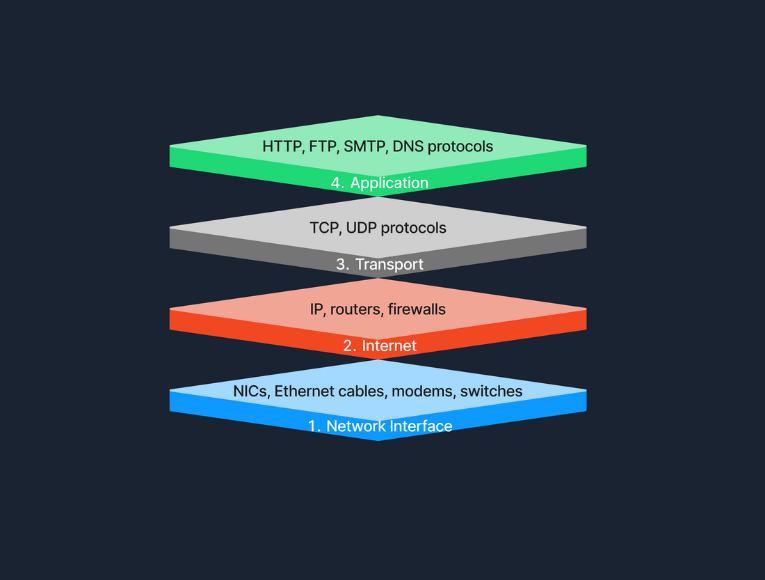 HTTP, FTP, SMTP, DNS protocols
4. Application
TCP, UDP protocols
3. Transport
IP, routers, firewalls
2. Internet
NICs, Ethernet cables, modems, switches
1. Network Interface